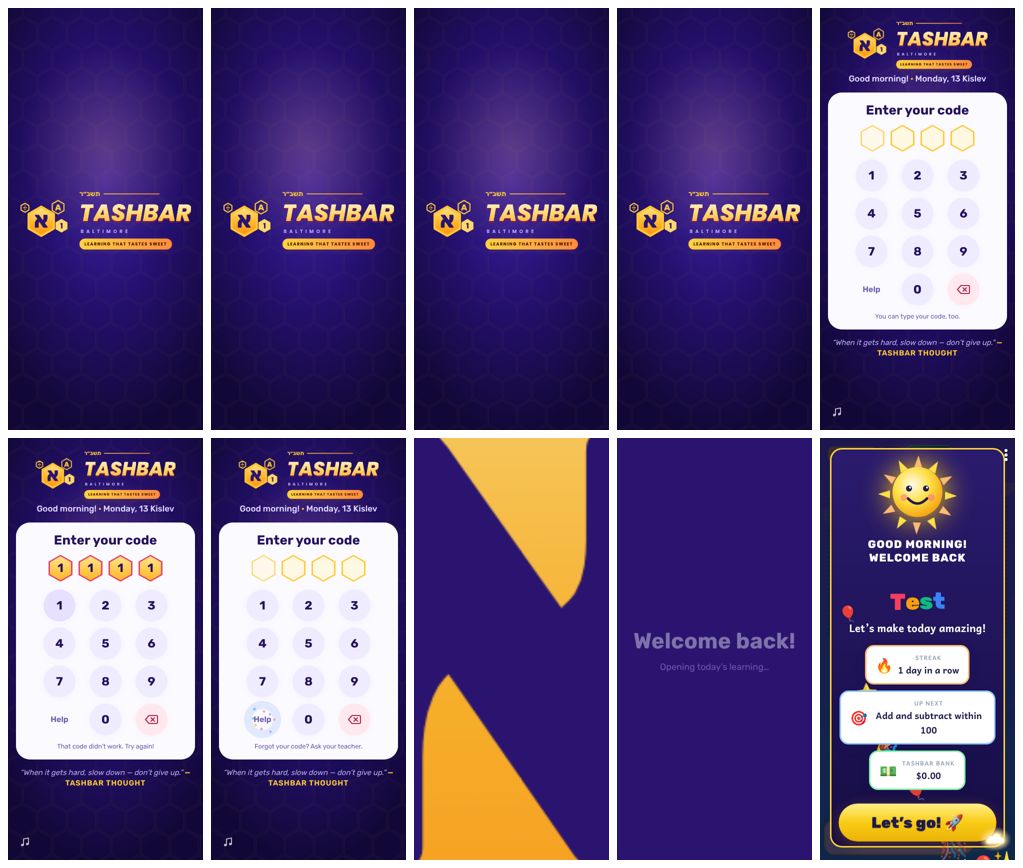 תשב״ר
TASHBAR
BALTIMORE
LEARNING THAT TASTES SWEET
א
A
1
תשב״ר
TASHBAR
BALTIMORE
LEARNING THAT TASTES SWEET
א
A
1
תשב״ר
TASHBAR
BALTIMORE
LEARNING THAT TASTES SWEET
א
A
1
תשב״ר
TASHBAR
BALTIMORE
LEARNING THAT TASTES SWEET
א
A
1
תשב״ר
TASHBAR
BALTIMORE
LEARNING THAT TASTES SWEET
א
A
1
Good morning! • Monday, 13 Kislev
Enter your code
1 2 3
4 5 6
7 8 9
Help 0
You can type your code, too.
“When it gets hard, slow down — don’t give up.” —
TASHBAR THOUGHT
תשב״ר
TASHBAR
BALTIMORE
LEARNING THAT TASTES SWEET
א
A
1
Good morning! • Monday, 13 Kislev
Enter your code
1 1 1 1
1 2 3
4 5 6
7 8 9
Help 0
That code didn’t work. Try again!
“When it gets hard, slow down — don’t give up.” —
TASHBAR THOUGHT
תשב״ר
TASHBAR
BALTIMORE
LEARNING THAT TASTES SWEET
א
A
1
Good morning! • Monday, 13 Kislev
Enter your code
1 2 3
4 5 6
7 8 9
Help 0
Forgot your code? Ask your teacher.
“When it gets hard, slow down — don’t give up.” —
TASHBAR THOUGHT
Welcome back!
Opening today’s learning…
GOOD MORNING!
WELCOME BACK
Test
Let’s make today amazing!
STREAK
1 day in a row
UP NEXT
Add and subtract within
100
TASHBAR BANK
$0.00
Let’s go!